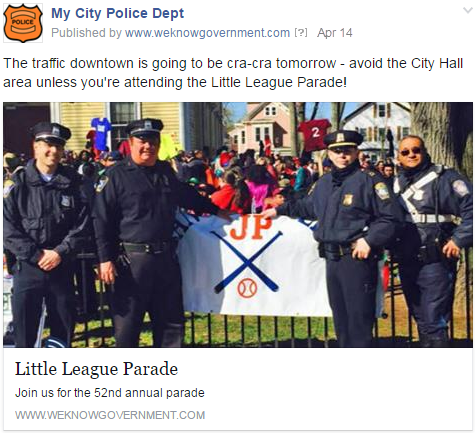 My City Police Dept
POLICE
Published by www.weknowgovernment.com [?] Apr 14
The traffic downtown is going to be cra-cra tomorrow - avoid the City Hall
area unless you're attending the Little League Parade!
2
JP
Little League Parade
Join us for the 52nd annual parade
WWW.WEKNOWGOVERNMENT.COM